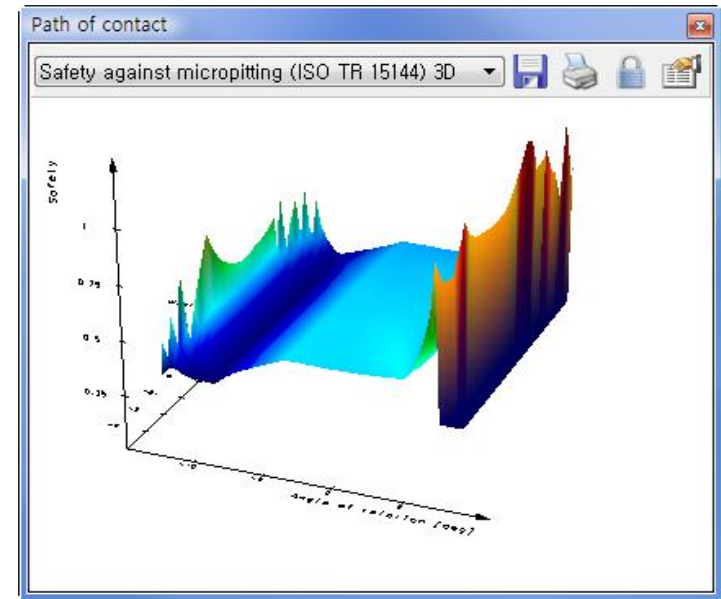 Path of contact
Safety against micropitting (ISO TR 15144) 3D
Safety
1
0.75
0.5
0.25
Angle of rotation [deg]